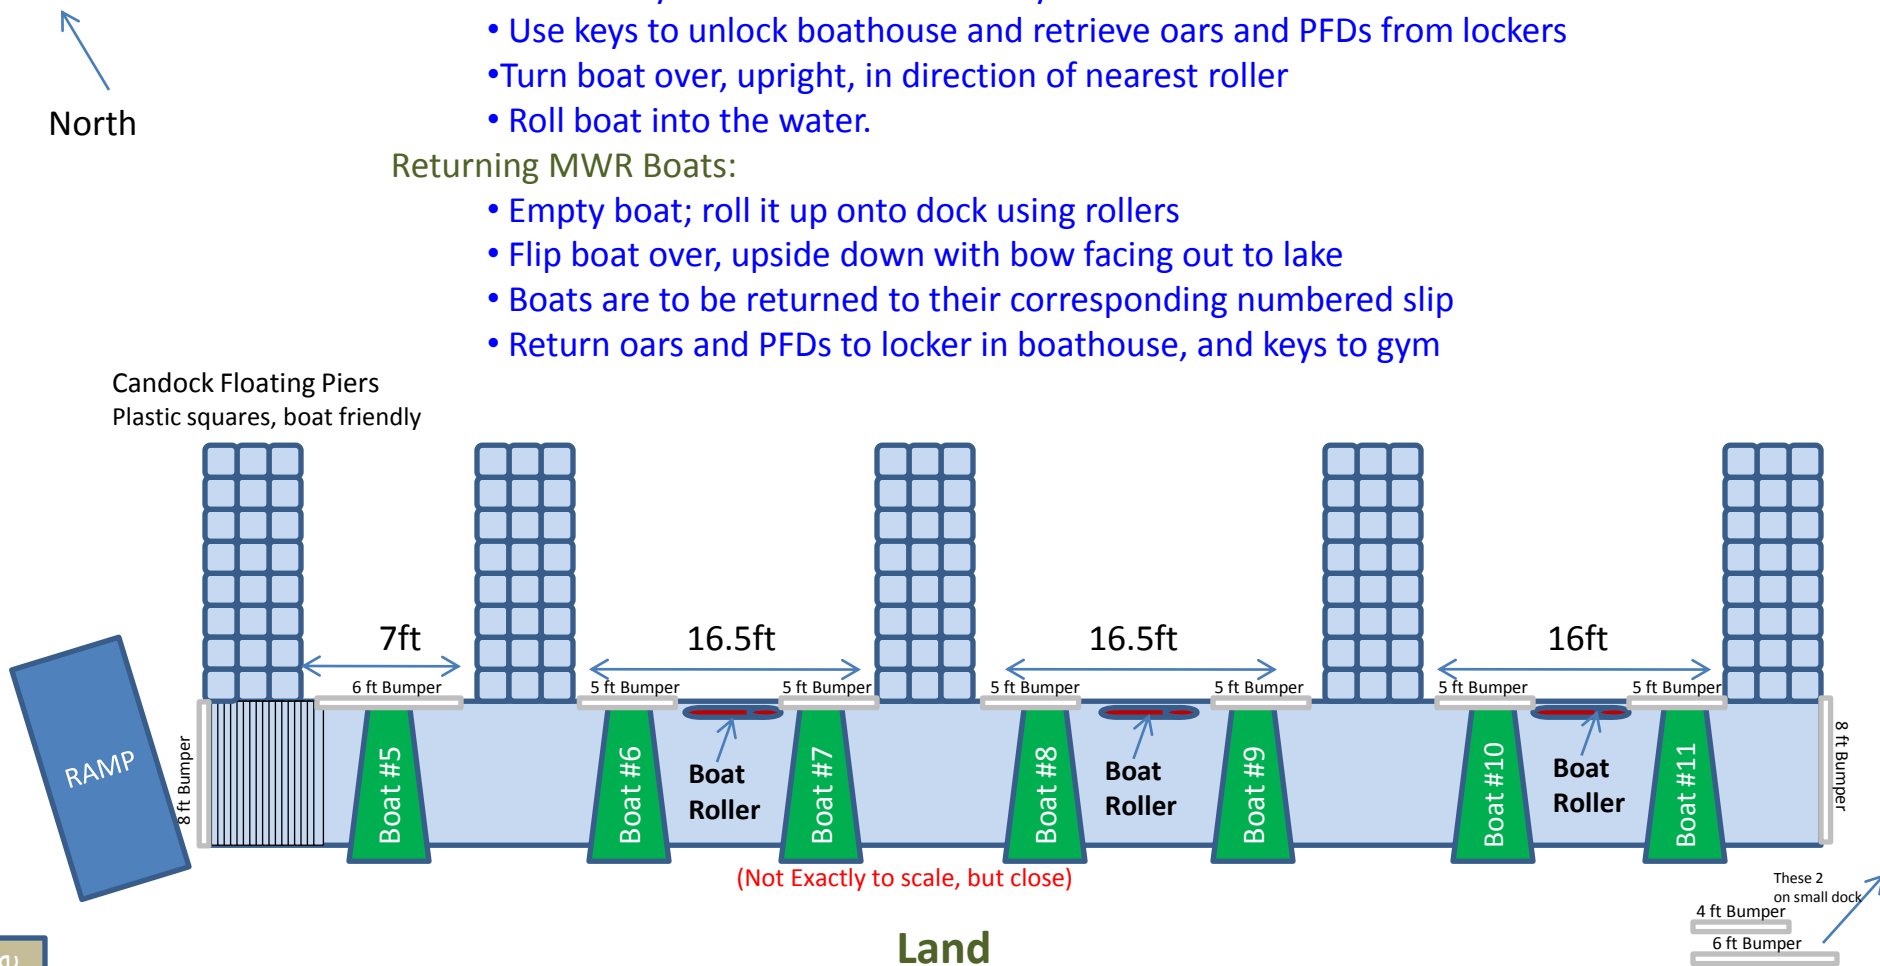 • Use keys to unlock boathouse and retrieve oars and PFDs from lockers
•Turn boat over, upright, in direction of nearest roller
• Roll boat into the water.
North
Returning MWR Boats:
• Empty boat; roll it up onto dock using rollers
• Flip boat over, upside down with bow facing out to lake
• Boats are to be returned to their corresponding numbered slip
• Return oars and PFDs to locker in boathouse, and keys to gym
Candock Floating Piers
Plastic squares, boat friendly
7ft
16.5ft
16.5ft
16ft
6 ft Bumper
5 ft Bumper
5 ft Bumper
5 ft Bumper
5 ft Bumper
5 ft Bumper
5 ft Bumper
RAMP
8 ft Bumper
Boat #5
Boat #6
Boat
Roller
Boat #7
Boat #8
Boat
Roller
Boat #9
Boat #10
Boat
Roller
Boat #11
8 ft Bumper
(Not Exactly to scale, but close)
These 2
on small dock
4 ft Bumper
6 ft Bumper
Land